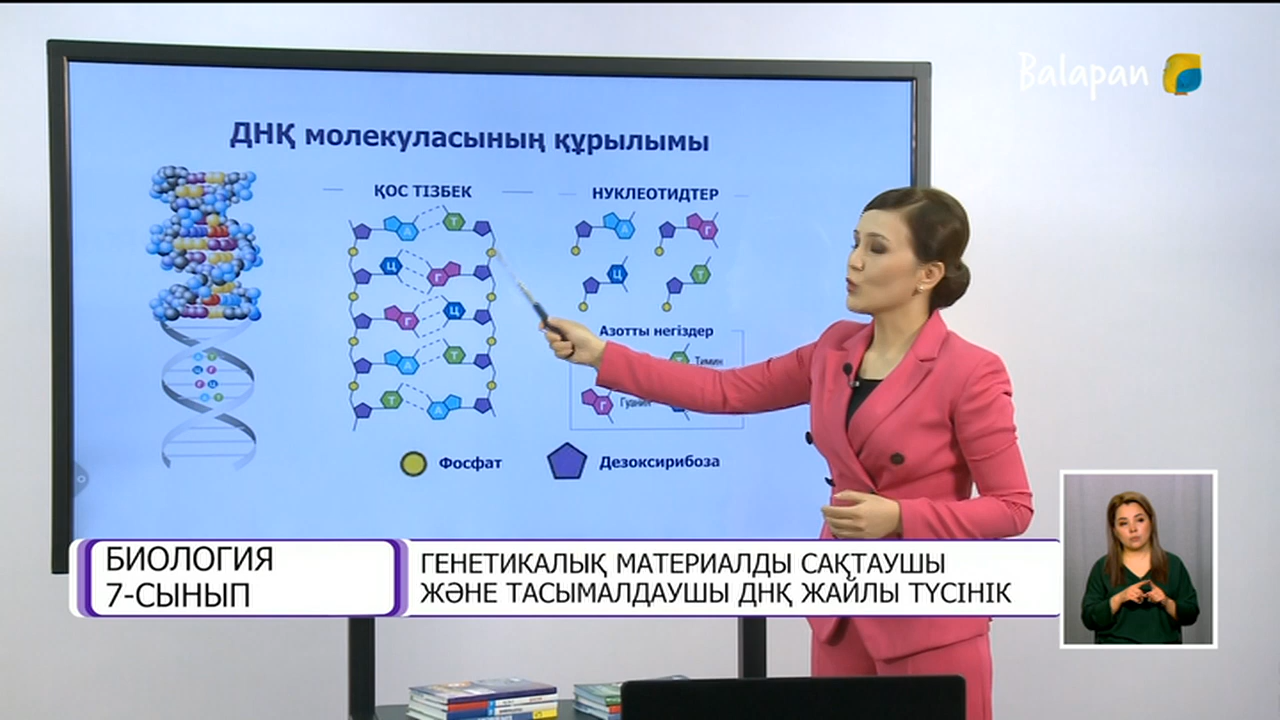 Balapan
ДНҚ молекуласының құрылымы
ҚОС ТІЗБЕК
НУКЛЕОТИДТЕР
А Т
Ц Г
Г Ц
А Т
Т А
А Г
Ц Т
Азотты негіздер
Тимин
Г Гуанин
Фосфат
Дезоксирибоза
БИОЛОГИЯ
7-СЫНЫП
ГЕНЕТИКАЛЫҚ МАТЕРИАЛДЫ САҚТАУШЫ
ЖӘНЕ ТАСЫМАЛДАУШЫ ДНҚ ЖАЙЛЫ ТҮСІНІК